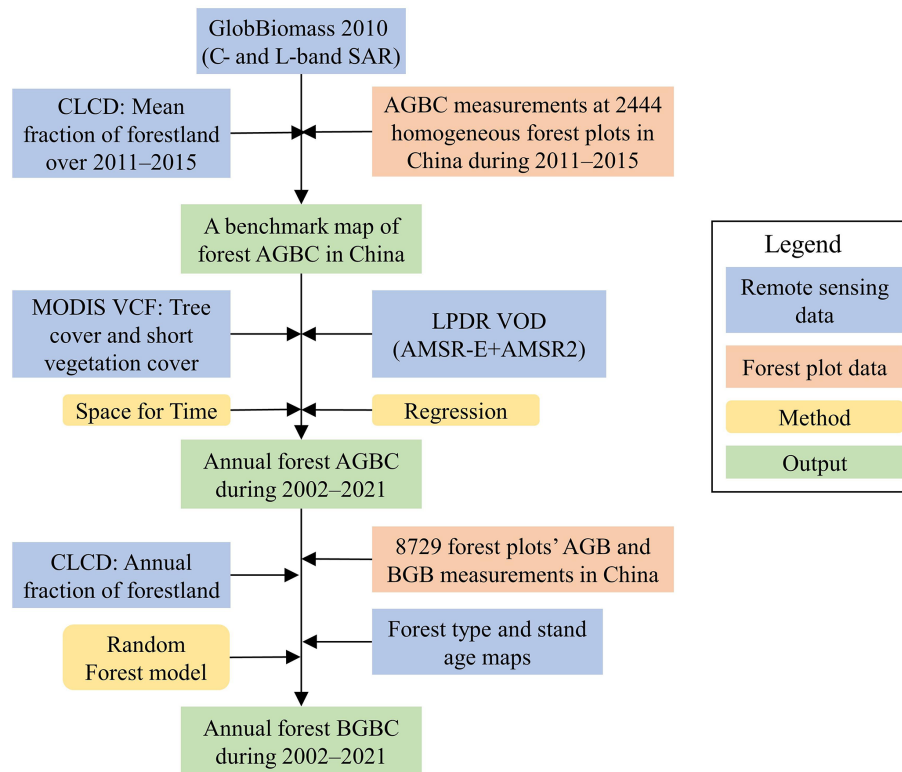 GlobBiomass 2010
(C- and L-band SAR)
CLCD: Mean
fraction of forestland
over 2011–2015
AGBC measurements at 2444
homogeneous forest plots in
China during 2011–2015
A benchmark map of
forest AGBC in China
MODIS VCF: Tree
cover and short
vegetation cover
LPDR VOD
(AMSR-E+AMSR2)
Space for Time
Regression
Annual forest AGBC
during 2002–2021
CLCD: Annual
fraction of forestland
8729 forest plots’ AGB and
BGB measurements in China
Random
Forest model
Forest type and stand
age maps
Annual forest BGBC
during 2002–2021
Legend
Remote sensing
data
Forest plot data
Method
Output